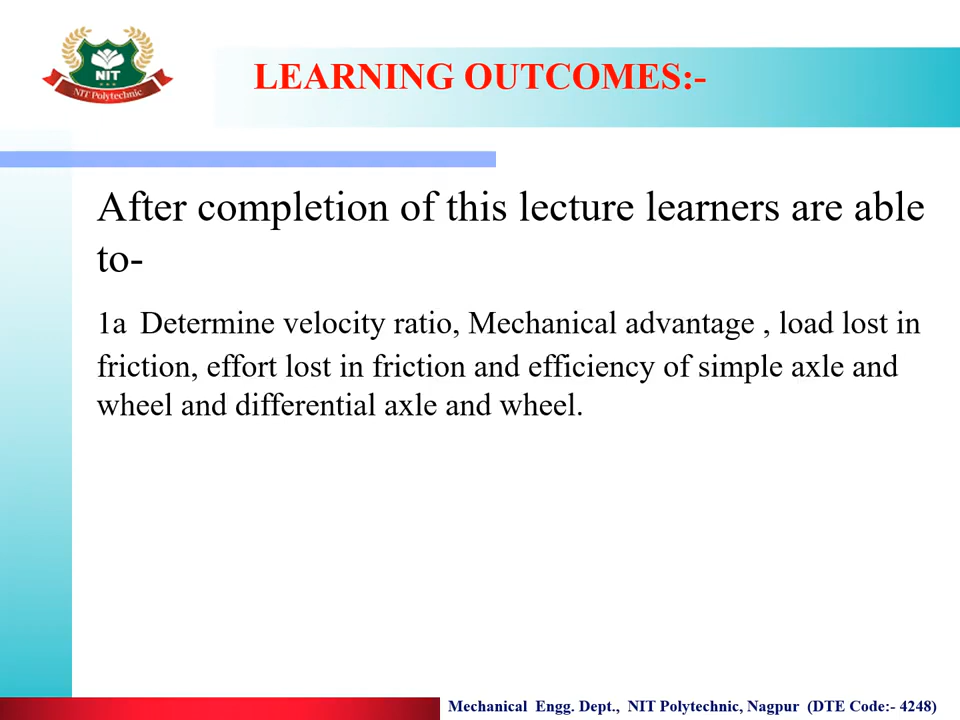 NIT
NIT Polytechnic
LEARNING OUTCOMES:-
After completion of this lecture learners are able
to-
1a Determine velocity ratio, Mechanical advantage , load lost in
friction, effort lost in friction and efficiency of simple axle and
wheel and differential axle and wheel.
Mechanical Engg. Dept., NIT Polytechnic, Nagpur (DTE Code:- 4248)